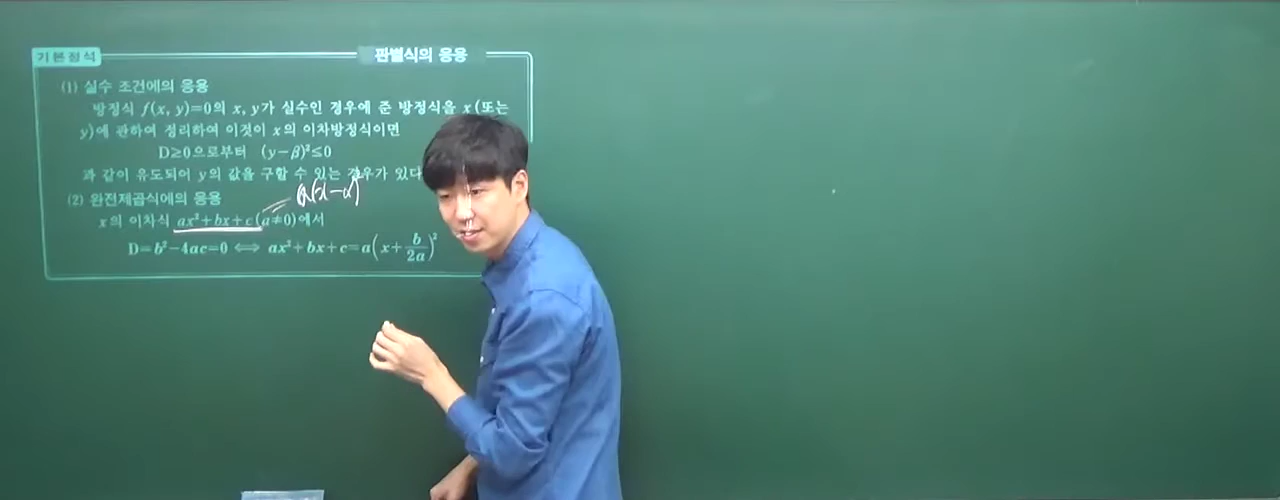 기본정석
판별식의 응용
(1) 실수 조건에의 응용
방정식 f(x, y)=0의 x, y가 실수인 경우에 준 방정식을 x(또는
y)에 관하여 정리하여 이것이 x의 이차방정식이면
D≥0으로부터 (y−β)²≤0
과 같이 유도되어 y의 값을 구할 수 있는 경우가 있다
a(x−α)²
(2) 완전제곱식에의 응용
x의 이차식 ax²+bx+c(a≠0)에서
D=b²−4ac=0 ⟺ ax²+bx+c=a(x+b/2a)²